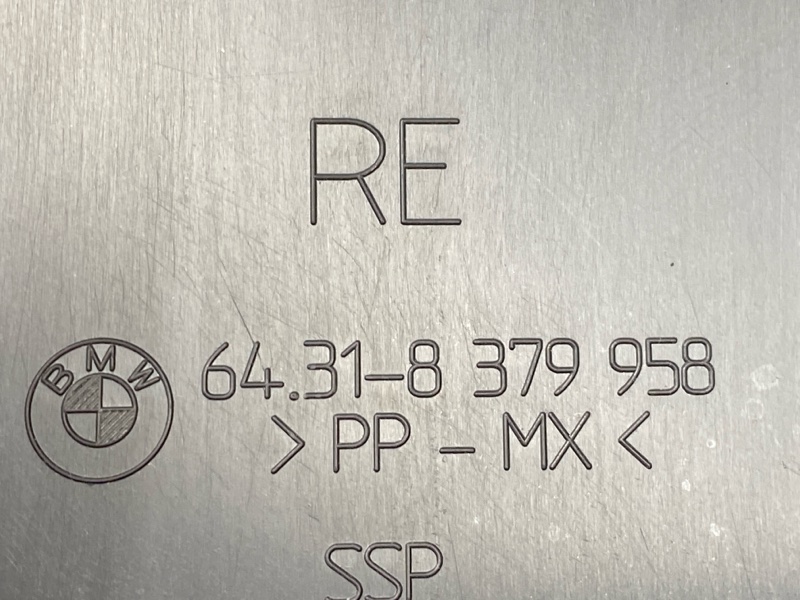 RE
BMW
64.31-8 379 958
>PP-MX<
SSP